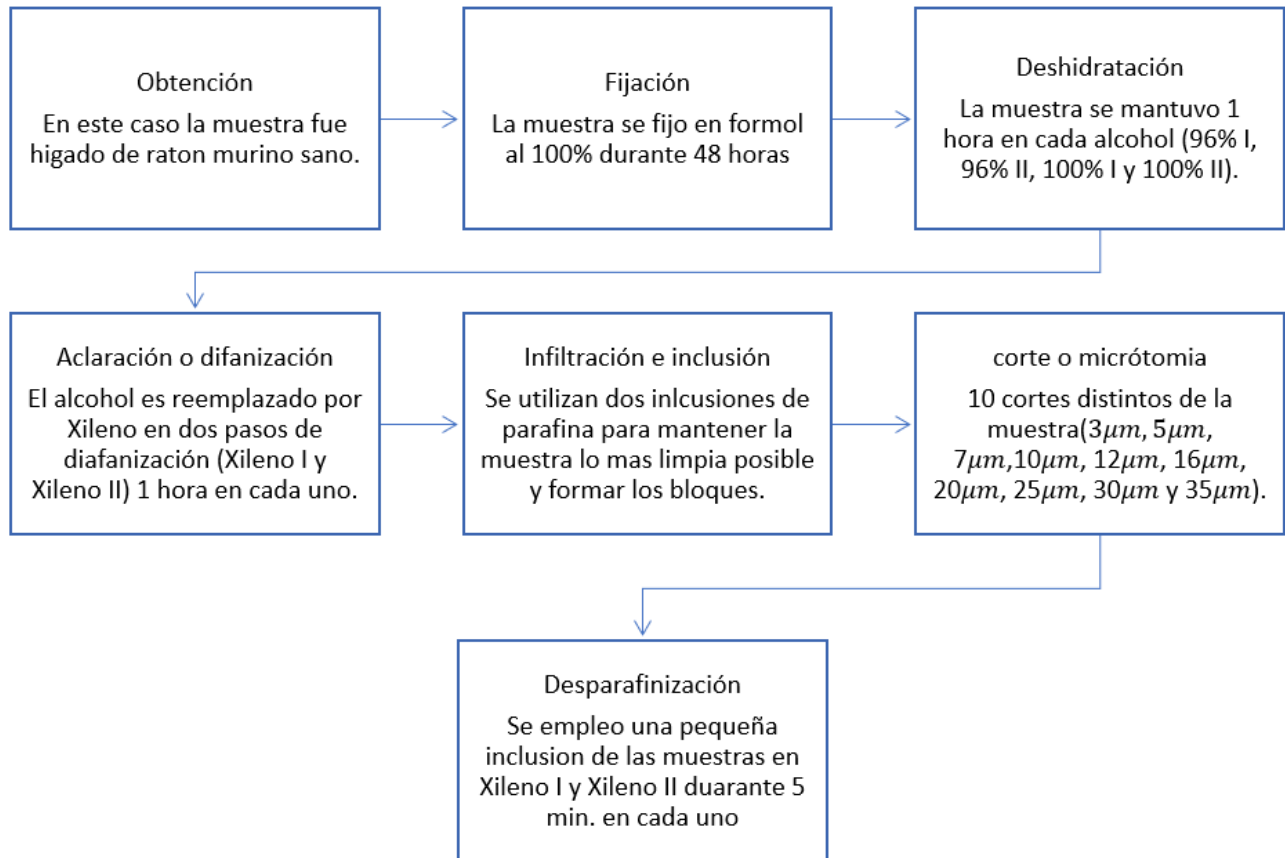 Obtención
En este caso la muestra fue
higado de raton murino sano.
Fijación
La muestra se fijo en formol
al 100% durante 48 horas
Deshidratación
La muestra se mantuvo 1
hora en cada alcohol (96% I,
96% II, 100% I y 100% II).
Aclaración o difanización
El alcohol es reemplazado por
Xileno en dos pasos de
diafanización (Xileno I y
Xileno II) 1 hora en cada uno.
Infiltración e inclusión
Se utilizan dos inlcusiones de
parafina para mantener la
muestra lo mas limpia posible
y formar los bloques.
corte o micrótomia
10 cortes distintos de la
muestra(3μm, 5μm,
7μm,10μm, 12μm, 16μm,
20μm, 25μm, 30μm y 35μm).
Desparafinización
Se empleo una pequeña
inclusion de las muestras en
Xileno I y Xileno II duarante 5
min. en cada uno